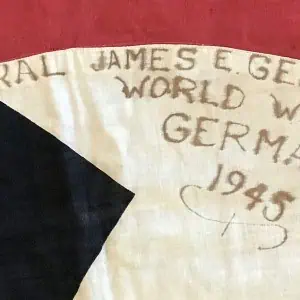 RAL JAMES E. GE
WORLD W
GERMA
1945